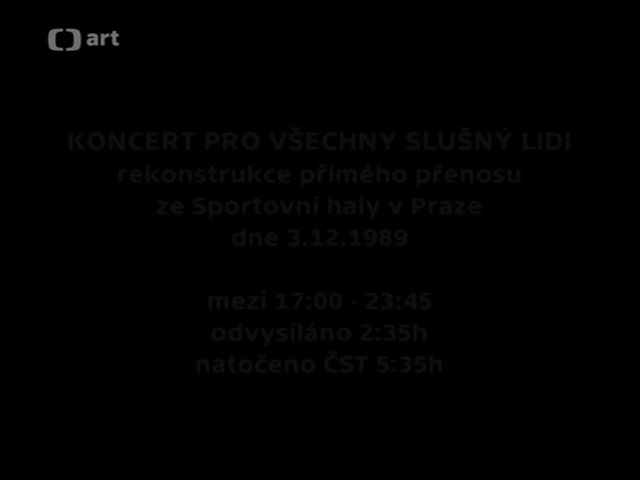 art
KONCERT PRO VŠECHNY SLUŠNÝ LIDI
rekonstrukce přímého přenosu
ze Sportovní haly v Praze
dne 3.12.1989
mezi 17:00 - 23:45
odvysíláno 2:35h
natočeno ČST 5:35h